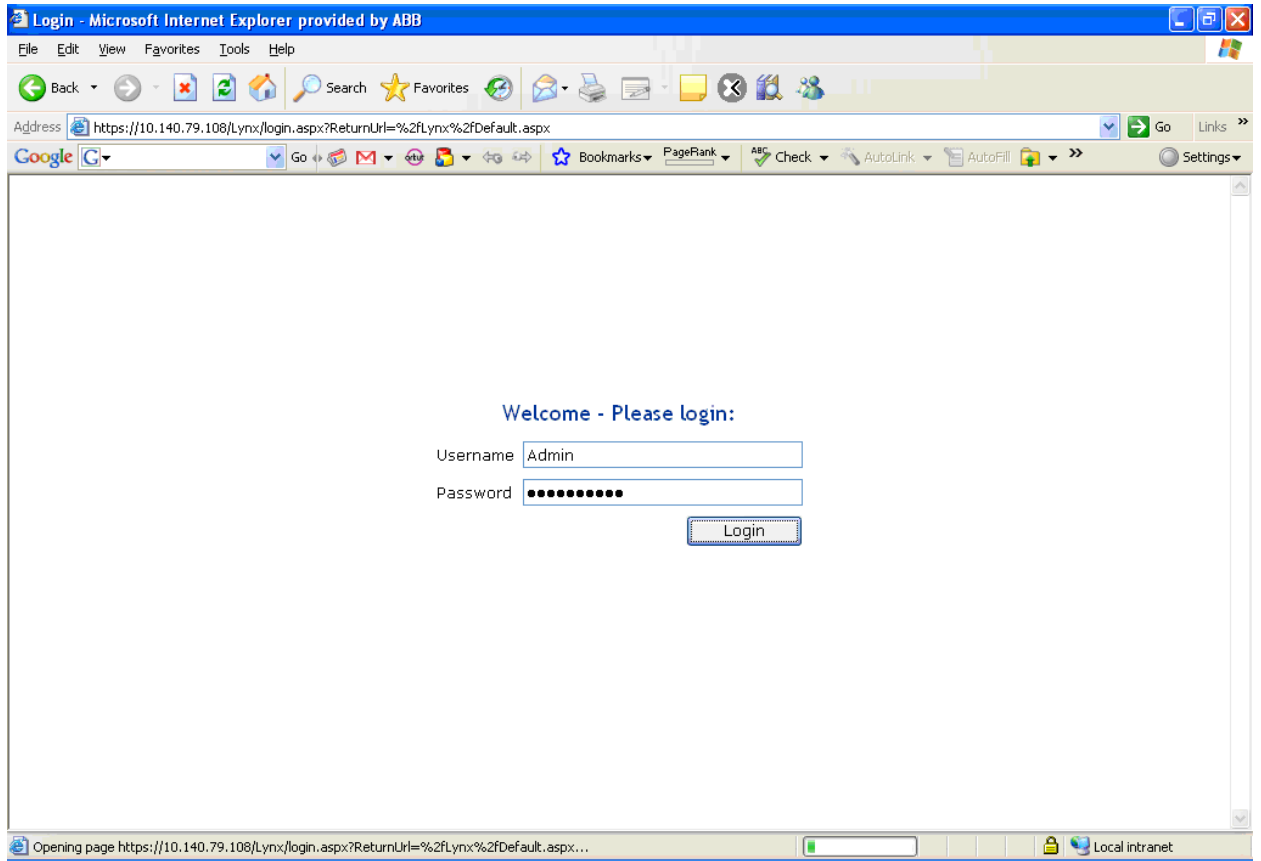 Login - Microsoft Internet Explorer provided by ABB
File Edit View Favorites Tools Help
Back Search Favorites
Address https://10.140.79.108/Lynx/login.aspx?ReturnUrl=%2fLynx%2fDefault.aspx Go Links »
Google G Go Bookmarks PageRank ABC Check AutoLink AutoFill » Settings
Welcome - Please login:
Username Admin
Password ••••••••••
Login
Opening page https://10.140.79.108/Lynx/login.aspx?ReturnUrl=%2fLynx%2fDefault.aspx... Local intranet